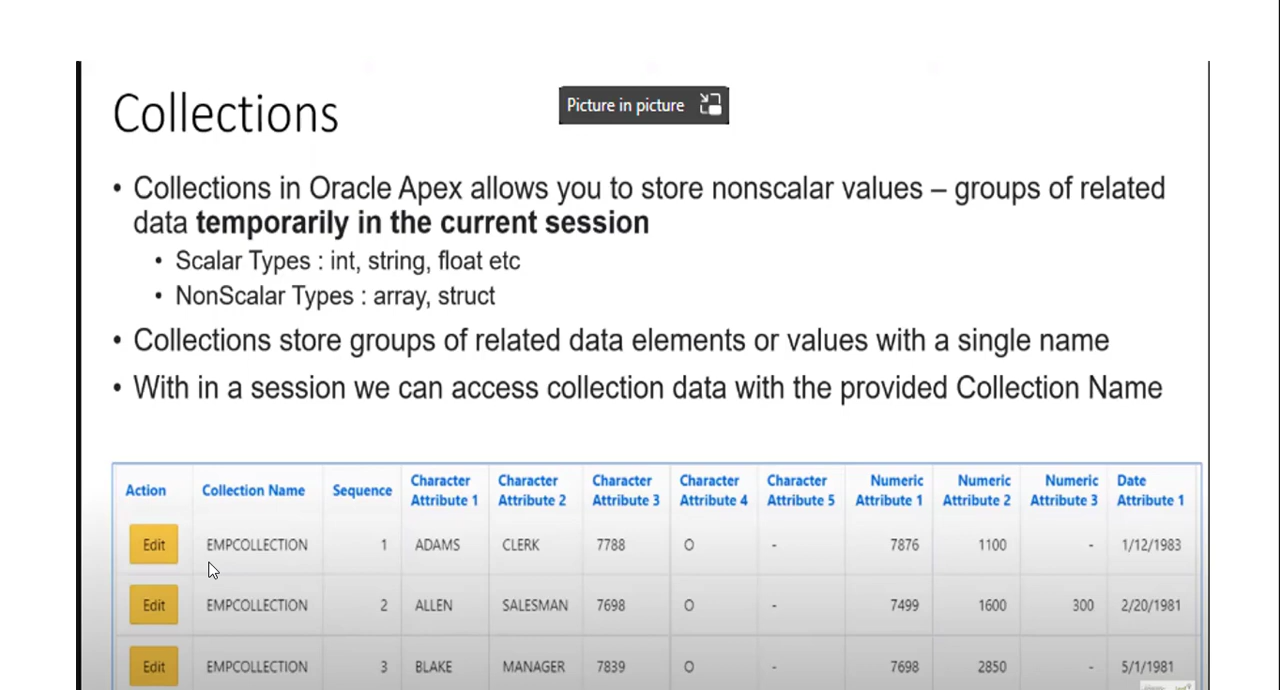 Collections
Picture in picture
• Collections in Oracle Apex allows you to store nonscalar values – groups of related
data temporarily in the current session
• Scalar Types : int, string, float etc
• NonScalar Types : array, struct
• Collections store groups of related data elements or values with a single name
• With in a session we can access collection data with the provided Collection Name
Action Collection Name Sequence Character Attribute 1 Character Attribute 2 Character Attribute 3 Character Attribute 4 Character Attribute 5 Numeric Attribute 1 Numeric Attribute 2 Numeric Attribute 3 Date Attribute 1
Edit EMPCOLLECTION 1 ADAMS CLERK 7788 O - 7876 1100 - 1/12/1983
Edit EMPCOLLECTION 2 ALLEN SALESMAN 7698 O - 7499 1600 300 2/20/1981
Edit EMPCOLLECTION 3 BLAKE MANAGER 7839 O - 7698 2850 - 5/1/1981